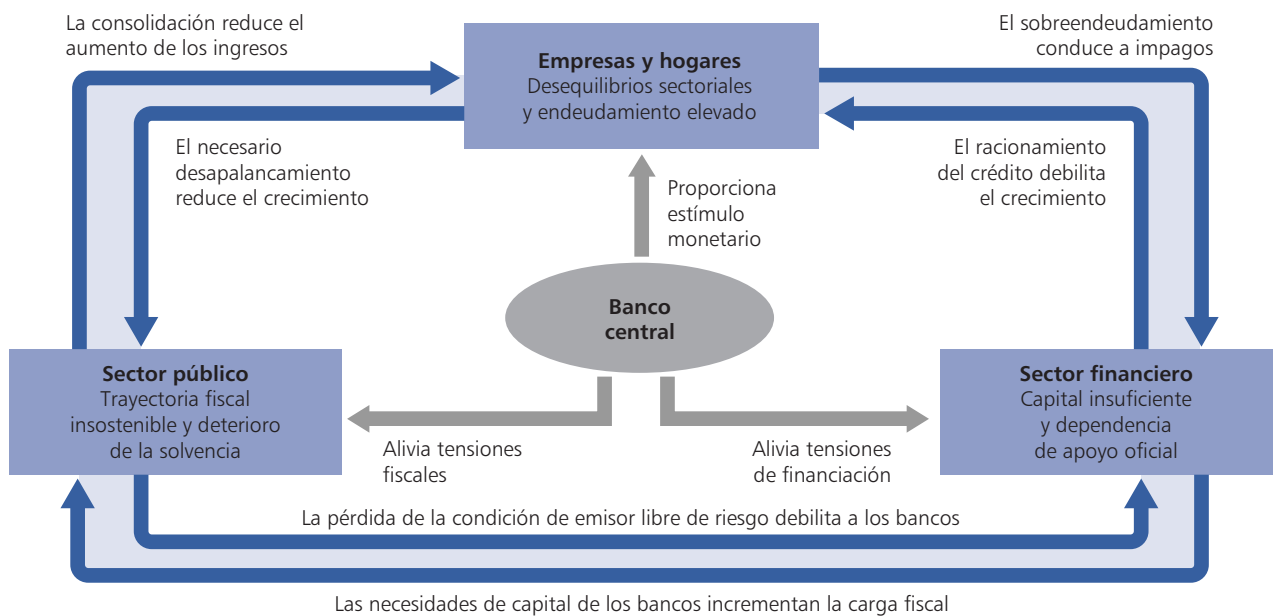 La consolidación reduce el
aumento de los ingresos
Empresas y hogares
Desequilibrios sectoriales
y endeudamiento elevado
El sobreendeudamiento
conduce a impagos
El necesario
desapalancamiento
reduce el crecimiento
Proporciona
estímulo
monetario
El racionamiento
del crédito debilita
el crecimiento
Banco
central
Sector público
Trayectoria fiscal
insostenible y deterioro
de la solvencia
Sector financiero
Capital insuficiente
y dependencia
de apoyo oficial
Alivia tensiones
fiscales
Alivia tensiones
de financiación
La pérdida de la condición de emisor libre de riesgo debilita a los bancos
Las necesidades de capital de los bancos incrementan la carga fiscal